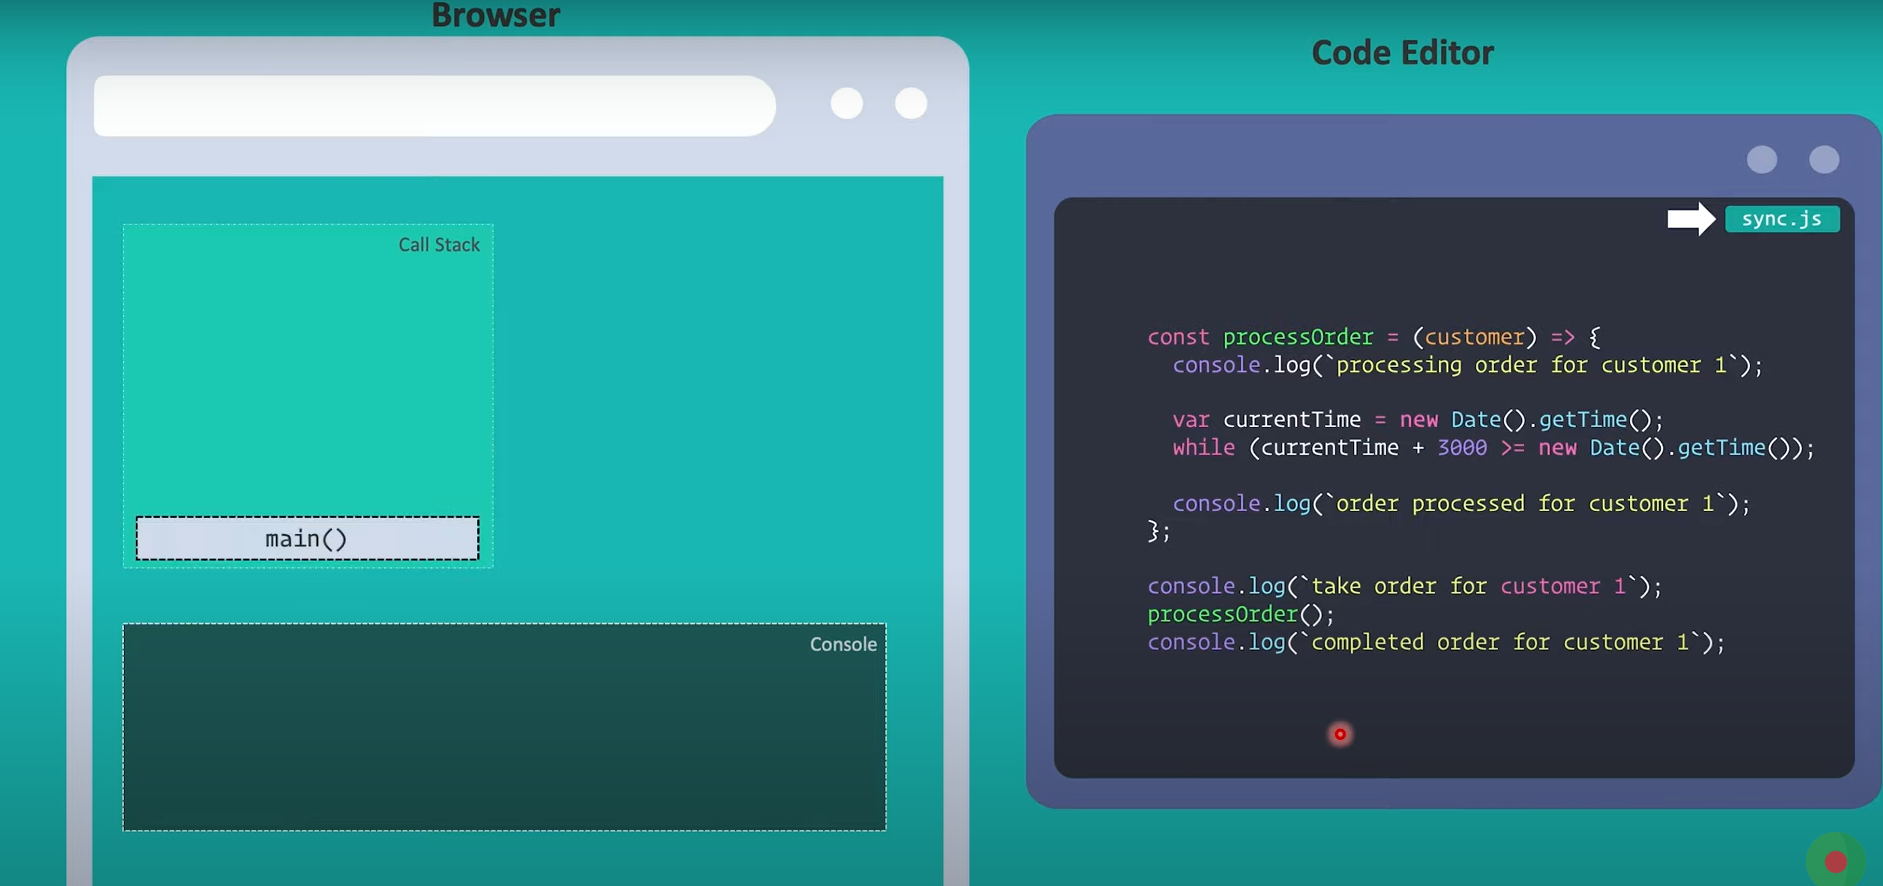 Browser
Code Editor
Call Stack
main()
Console
sync.js
const processOrder = (customer) => {
console.log(`processing order for customer 1`);
var currentTime = new Date().getTime();
while (currentTime + 3000 >= new Date().getTime());
console.log(`order processed for customer 1`);
};
console.log(`take order for customer 1`);
processOrder();
console.log(`completed order for customer 1`);